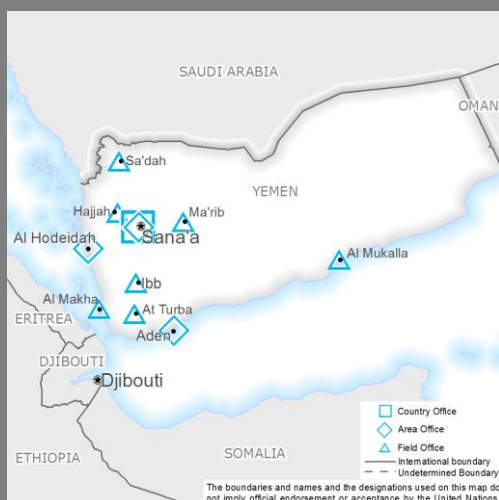 SAUDI ARABIA
OMAN
Sa'dah
YEMEN
Hajjah
Ma'rib
Sana'a
Al Hodeidah
Al Mukalla
Ibb
Al Makha
At Turba
ERITREA
Aden
DJIBOUTI
Djibouti
Country Office
Area Office
Field Office
ETHIOPIA
SOMALIA
International boundary
Undetermined Boundary
The boundaries and names and the designations used on this map do
not imply official endorsement or acceptance by the United Nations